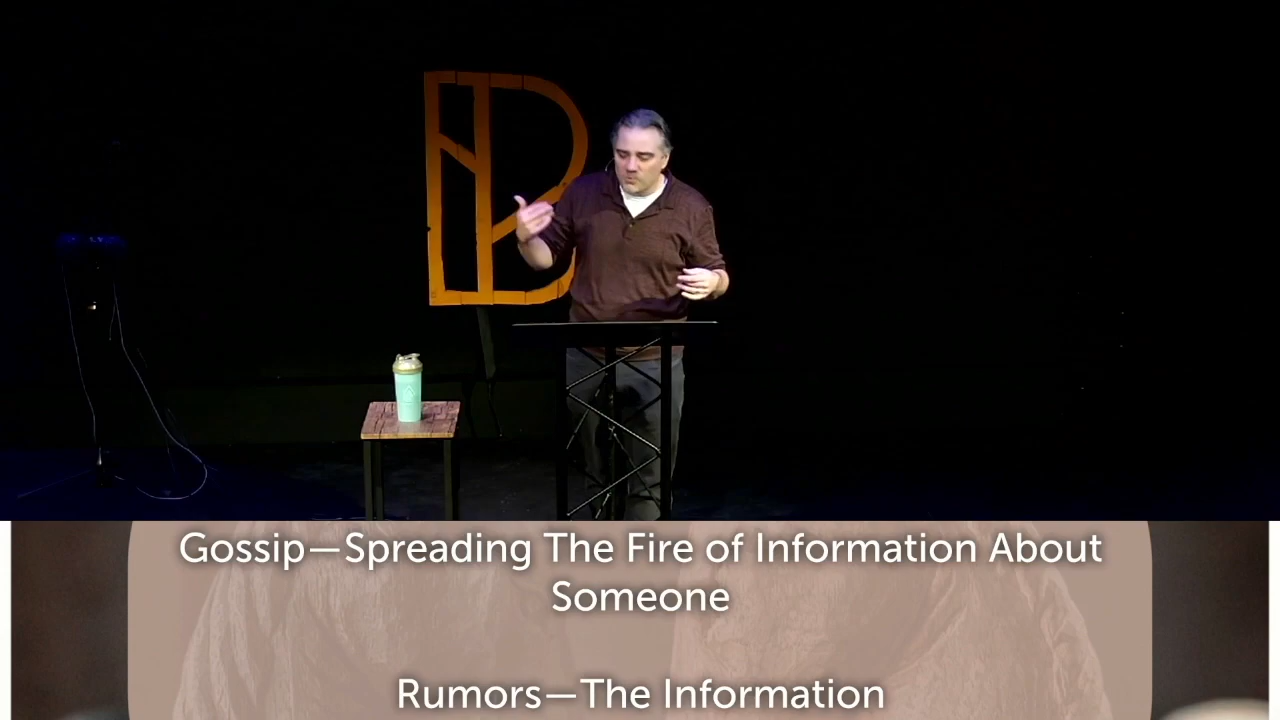 Gossip—Spreading The Fire of Information About
Someone
Rumors—The Information